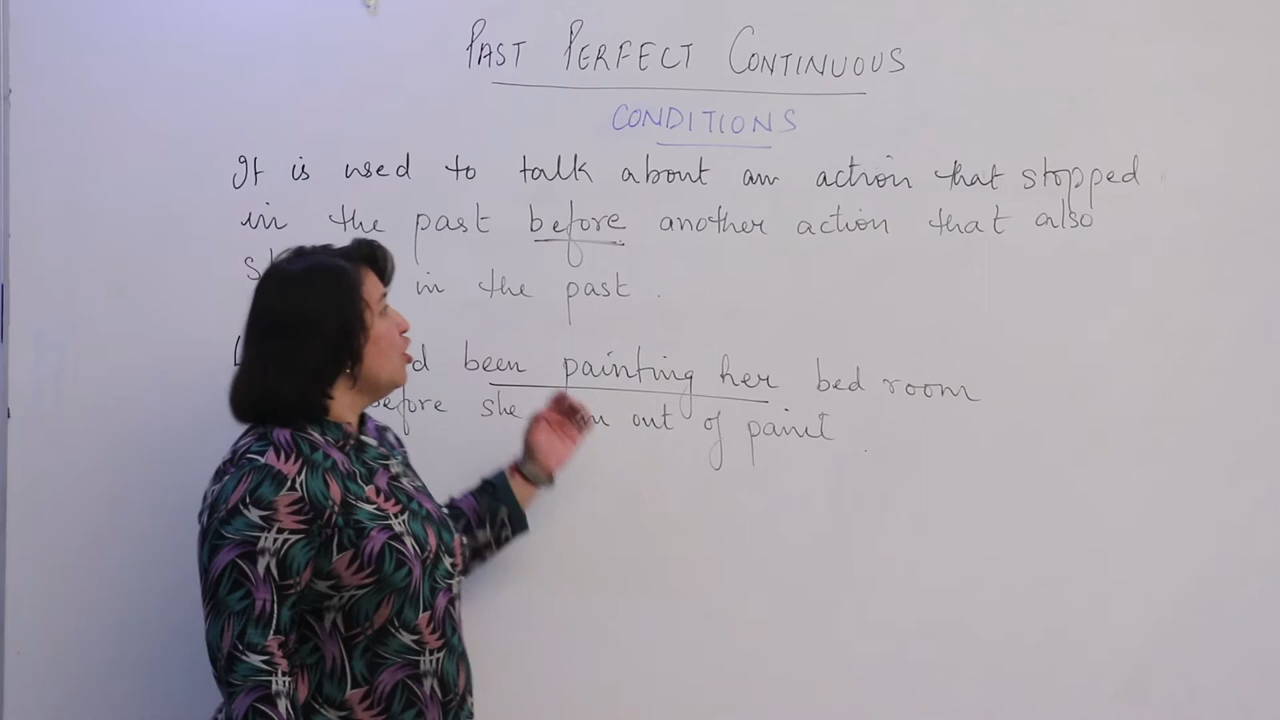 PAST PERFECT CONTINUOUS
CONDITIONS
It is used to talk about an action that stopped
in the past before another action that also
in the past.
been painting her bed room
before she out of paint.